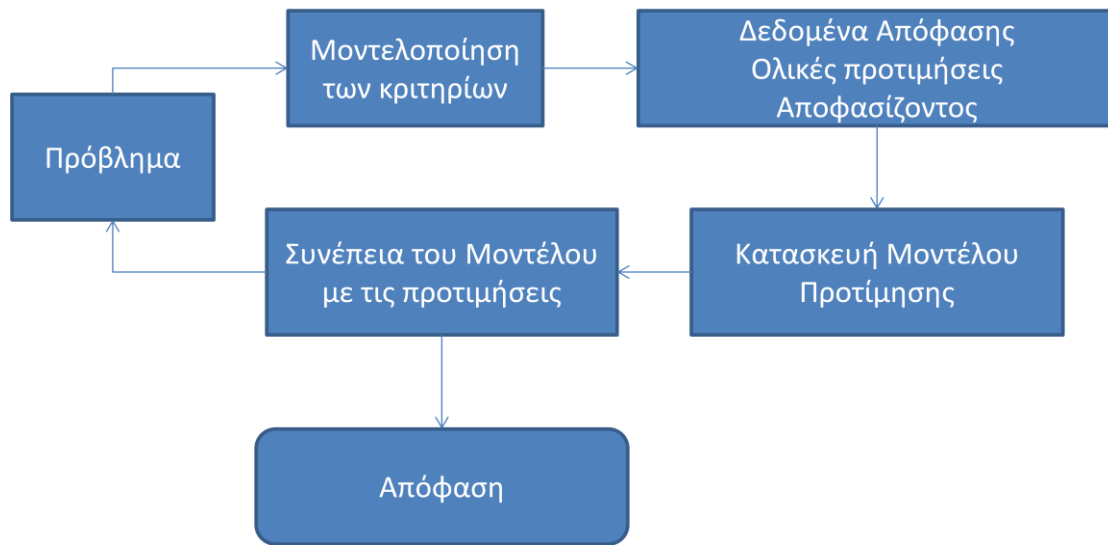 Μοντελοποίηση
των κριτηρίων
Δεδομένα Απόφασης
Ολικές προτιμήσεις
Αποφασίζοντος
Πρόβλημα
Συνέπεια του Μοντέλου
με τις προτιμήσεις
Κατασκευή Μοντέλου
Προτίμησης
Απόφαση